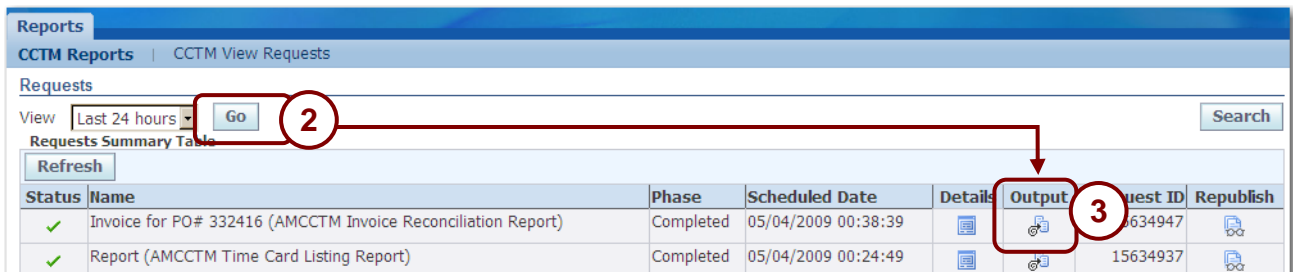 Reports
CCTM Reports | CCTM View Requests
Requests
View Last 24 hours Go 2 Search
Requests Summary Table
Refresh
Status Name Phase Scheduled Date Details Output 3 ID Republish
Invoice for PO# 332416 (AMCCTM Invoice Reconciliation Report) Completed 05/04/2009 00:38:39 5634947
Report (AMCCTM Time Card Listing Report) Completed 05/04/2009 00:24:49 15634937